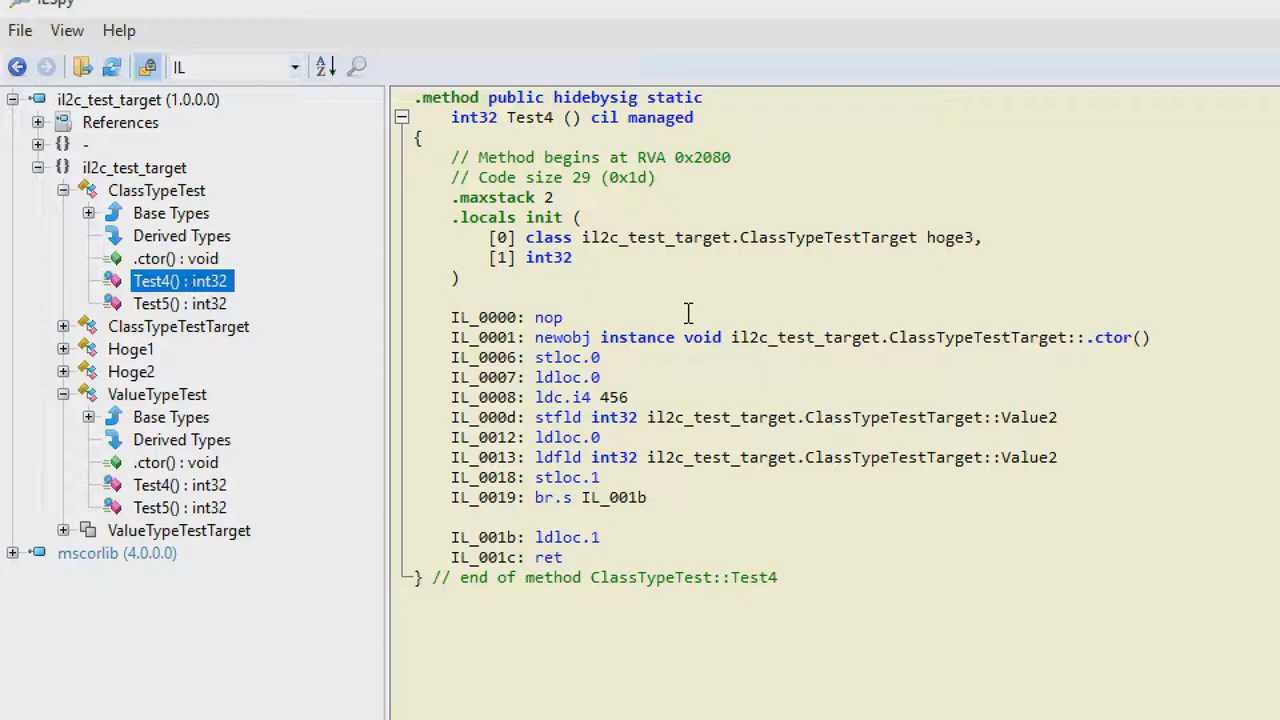 ILSpy
File View Help
IL
il2c_test_target (1.0.0.0)
References
{} -
{} il2c_test_target
ClassTypeTest
Base Types
Derived Types
.ctor() : void
Test4() : int32
Test5() : int32
ClassTypeTestTarget
Hoge1
Hoge2
ValueTypeTest
Base Types
Derived Types
.ctor() : void
Test4() : int32
Test5() : int32
ValueTypeTestTarget
mscorlib (4.0.0.0)
.method public hidebysig static
int32 Test4 () cil managed
{
// Method begins at RVA 0x2080
// Code size 29 (0x1d)
.maxstack 2
.locals init (
[0] class il2c_test_target.ClassTypeTestTarget hoge3,
[1] int32
)
IL_0000: nop
IL_0001: newobj instance void il2c_test_target.ClassTypeTestTarget::.ctor()
IL_0006: stloc.0
IL_0007: ldloc.0
IL_0008: ldc.i4 456
IL_000d: stfld int32 il2c_test_target.ClassTypeTestTarget::Value2
IL_0012: ldloc.0
IL_0013: ldfld int32 il2c_test_target.ClassTypeTestTarget::Value2
IL_0018: stloc.1
IL_0019: br.s IL_001b
IL_001b: ldloc.1
IL_001c: ret
} // end of method ClassTypeTest::Test4